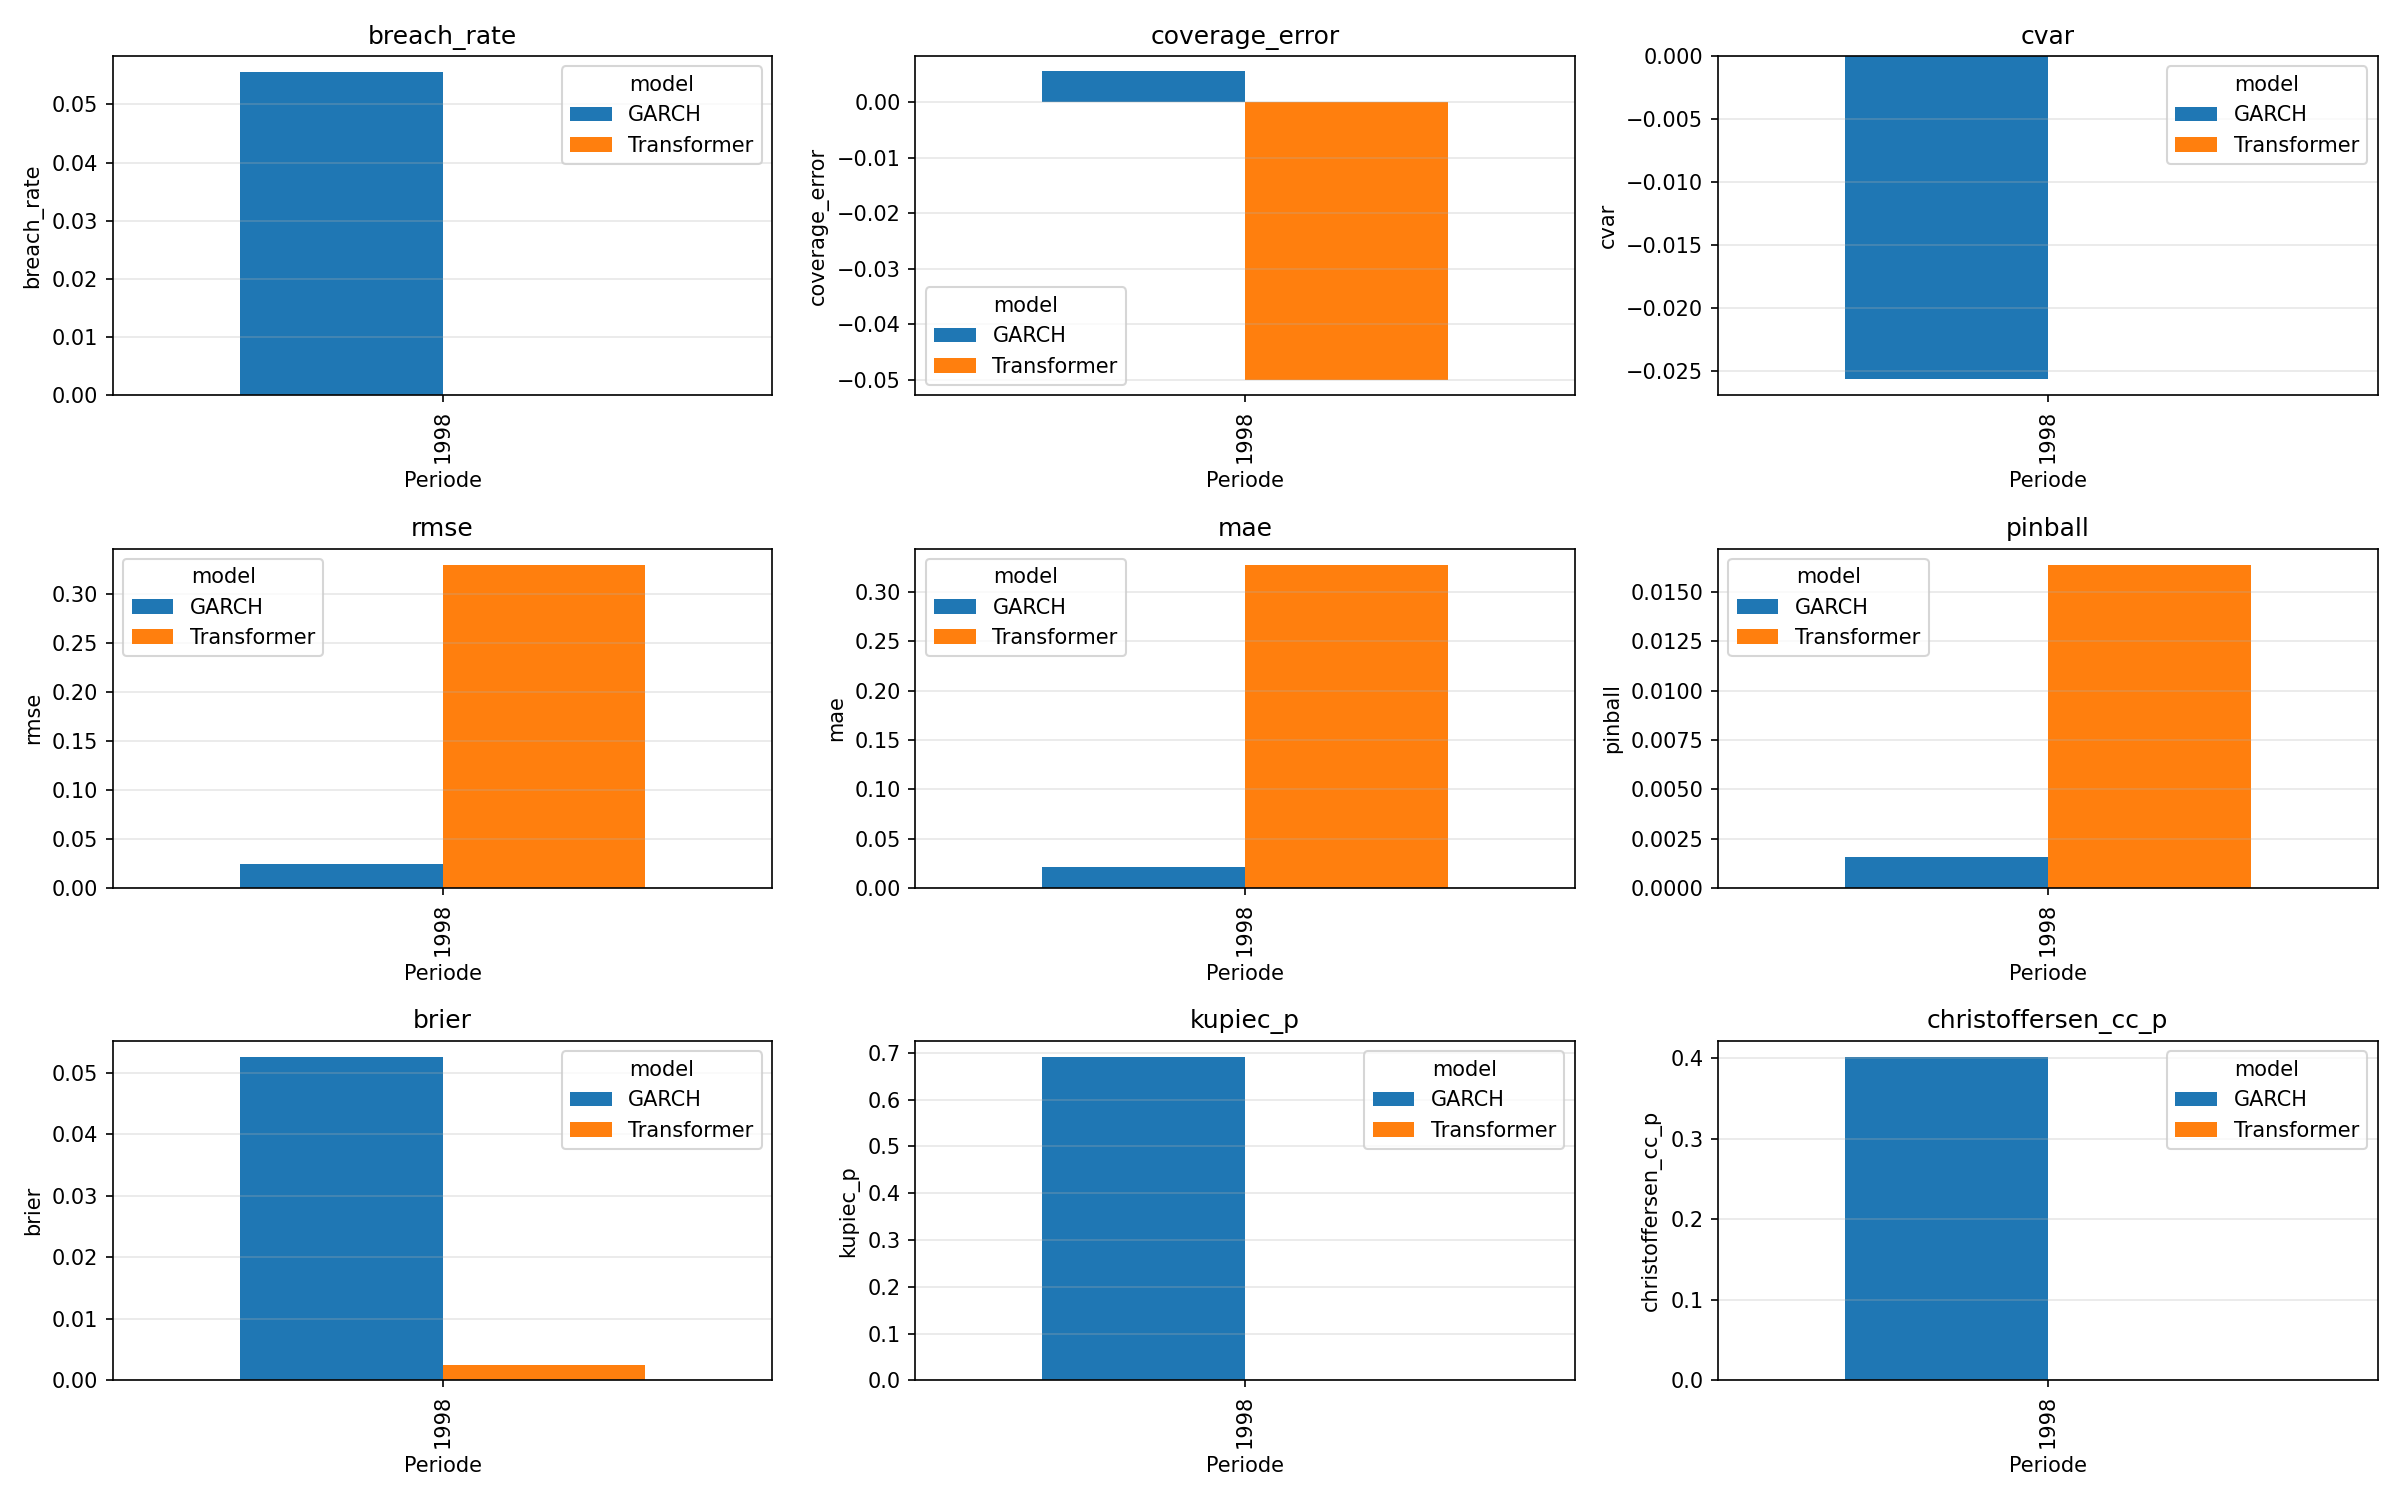 breach_rate
breach_rate
0.05
0.04
0.03
0.02
0.01
0.00
model
GARCH
Transformer
1998
Periode
coverage_error
coverage_error
0.00
−0.01
−0.02
−0.03
−0.04
−0.05
model
GARCH
Transformer
1998
Periode
cvar
cvar
0.000
−0.005
−0.010
−0.015
−0.020
−0.025
model
GARCH
Transformer
1998
Periode
rmse
rmse
0.30
0.25
0.20
0.15
0.10
0.05
0.00
model
GARCH
Transformer
1998
Periode
mae
mae
0.30
0.25
0.20
0.15
0.10
0.05
0.00
model
GARCH
Transformer
1998
Periode
pinball
pinball
0.0150
0.0125
0.0100
0.0075
0.0050
0.0025
0.0000
model
GARCH
Transformer
1998
Periode
brier
brier
0.05
0.04
0.03
0.02
0.01
0.00
model
GARCH
Transformer
1998
Periode
kupiec_p
kupiec_p
0.7
0.6
0.5
0.4
0.3
0.2
0.1
0.0
model
GARCH
Transformer
1998
Periode
christoffersen_cc_p
christoffersen_cc_p
0.4
0.3
0.2
0.1
0.0
model
GARCH
Transformer
1998
Periode